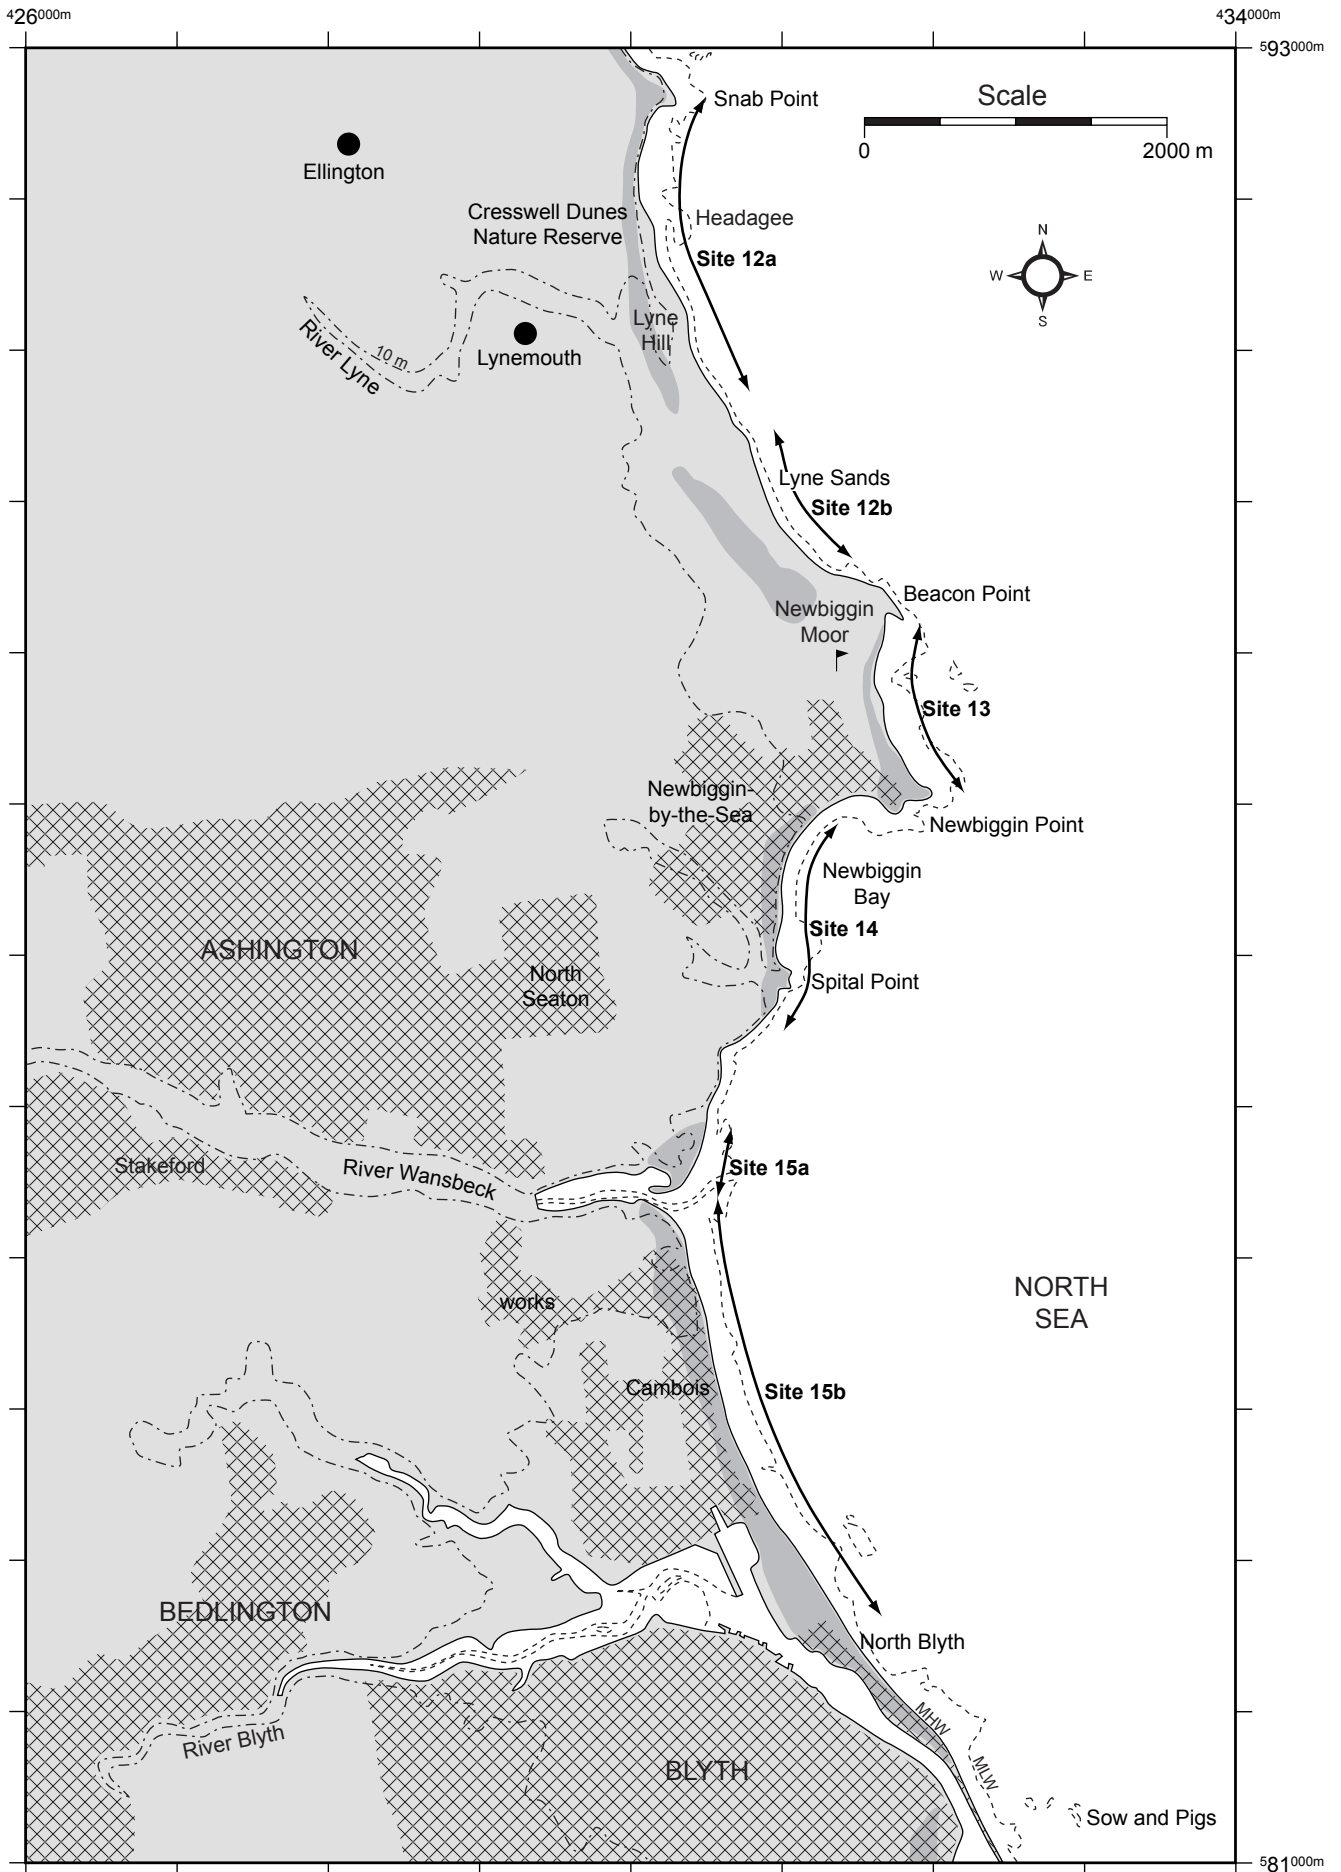 426000m
434000m
593000m
Snab Point
Scale
0
2000 m
Ellington
Cresswell Dunes
Nature Reserve
Headagee
Site 12a
N
W
E
S
Lyne
Hill
10 m
River Lyne
Lynemouth
Lyne Sands
Site 12b
Beacon Point
Newbiggin
Moor
Site 13
Newbiggin-
by-the-Sea
Newbiggin Point
Newbiggin
Bay
Site 14
ASHINGTON
North
Seaton
Spital Point
Stakeford
River Wansbeck
Site 15a
NORTH
SEA
works
Cambois
Site 15b
BEDLINGTON
North Blyth
River Blyth
MHW
MLW
BLYTH
Sow and Pigs
581000m